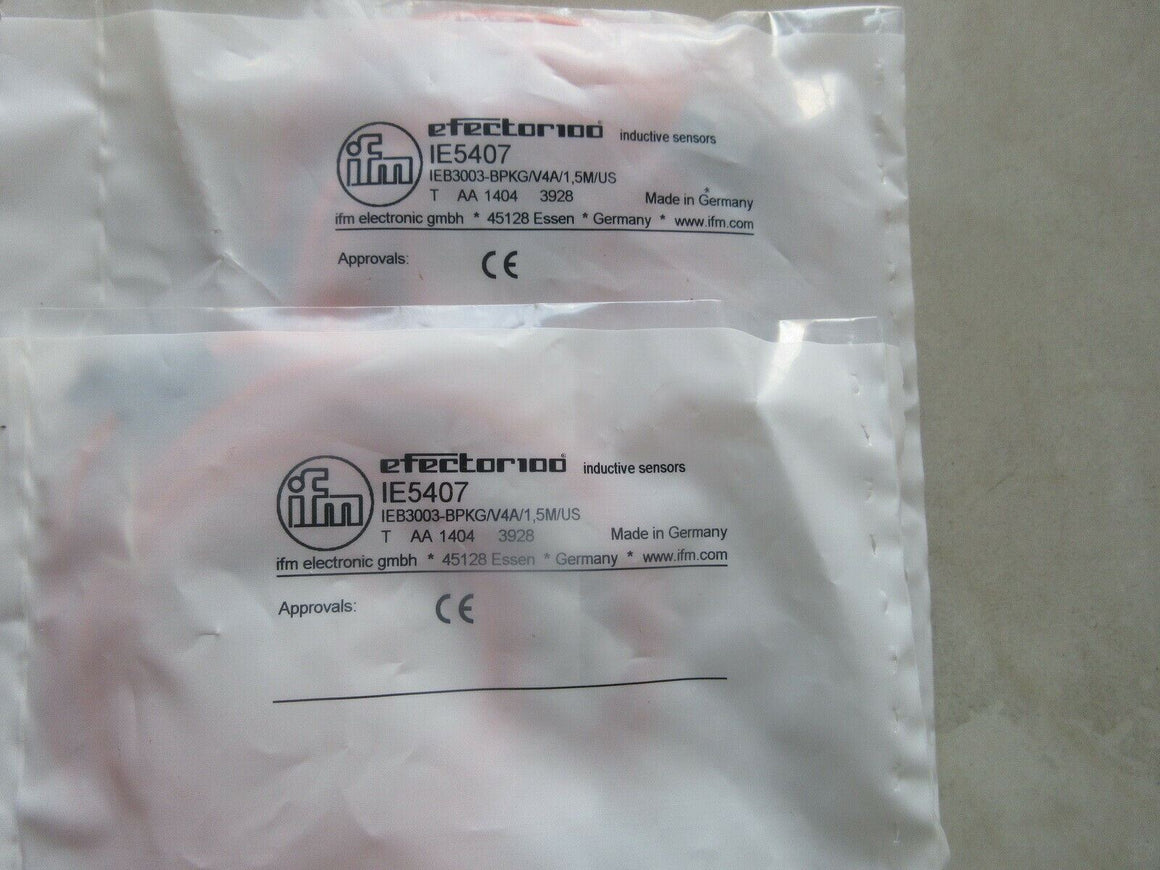 ifm
efector100® inductive sensors
IE5407
IEB3003-BPKG/V4A/1,5M/US
T AA 1404 3928 Made in Germany
ifm electronic gmbh * 45128 Essen * Germany * www.ifm.com
Approvals: CE
ifm
efector100® inductive sensors
IE5407
IEB3003-BPKG/V4A/1,5M/US
T AA 1404 3928 Made in Germany
ifm electronic gmbh * 45128 Essen * Germany * www.ifm.com
Approvals: CE